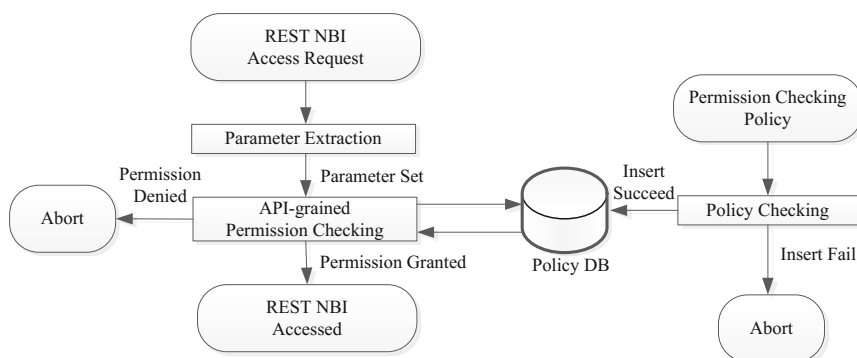 REST NBI
Access Request
Permission Checking
Policy
Parameter Extraction
Permission
Denied
Parameter Set
Insert
Succeed
Abort
API-grained
Permission Checking
Policy Checking
Policy DB
Permission Granted
Insert Fail
REST NBI
Accessed
Abort